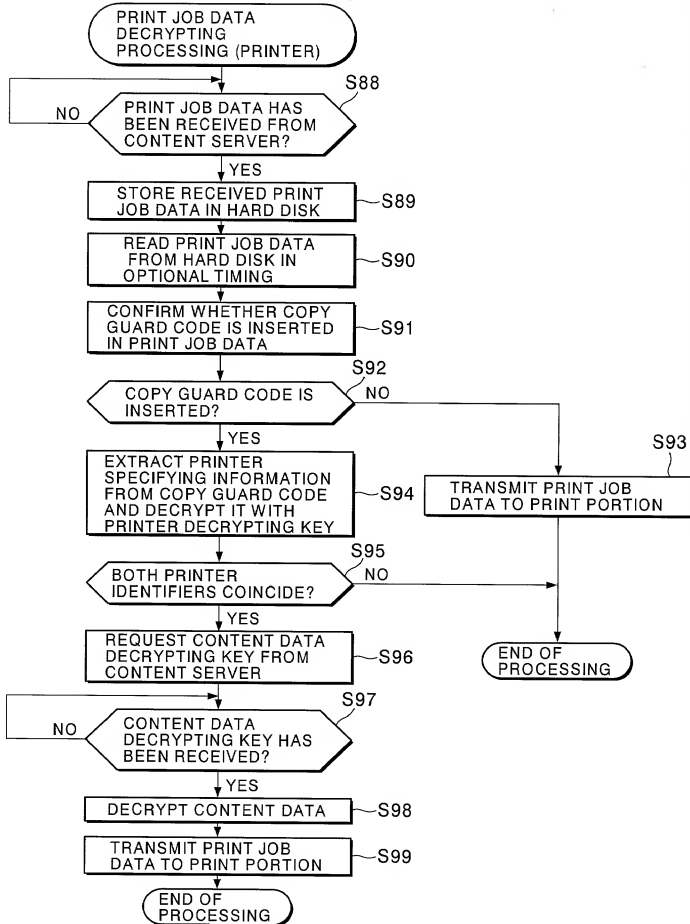 PRINT JOB DATA
DECRYPTING
PROCESSING (PRINTER)
S88
NO
PRINT JOB DATA HAS
BEEN RECEIVED FROM
CONTENT SERVER?
YES
STORE RECEIVED PRINT
JOB DATA IN HARD DISK
S89
READ PRINT JOB DATA
FROM HARD DISK IN
OPTIONAL TIMING
S90
CONFIRM WHETHER COPY
GUARD CODE IS INSERTED
IN PRINT JOB DATA
S91
S92
COPY GUARD CODE IS
INSERTED?
NO
YES
S93
TRANSMIT PRINT JOB
DATA TO PRINT PORTION
EXTRACT PRINTER
SPECIFYING INFORMATION
FROM COPY GUARD CODE
AND DECRYPT IT WITH
PRINTER DECRYPTING KEY
S94
S95
BOTH PRINTER
IDENTIFIERS COINCIDE?
NO
YES
REQUEST CONTENT DATA
DECRYPTING KEY FROM
CONTENT SERVER
S96
END OF
PROCESSING
S97
NO
CONTENT DATA
DECRYPTING KEY HAS
BEEN RECEIVED?
YES
DECRYPT CONTENT DATA
S98
TRANSMIT PRINT JOB
DATA TO PRINT PORTION
S99
END OF
PROCESSING